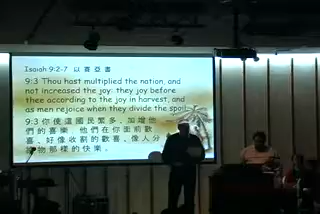 Isaiah 9:2-7 以賽亞書
9:3 Thou hast multiplied the nation, and
not increased the joy: they joy before
thee according to the joy in harvest, and
as men rejoice when they divide the spoil.
9:3 你使這國民繁多，加增他
們的喜樂．他們在你面前歡
喜，好像收割的歡喜，像人分
物那樣的快樂．